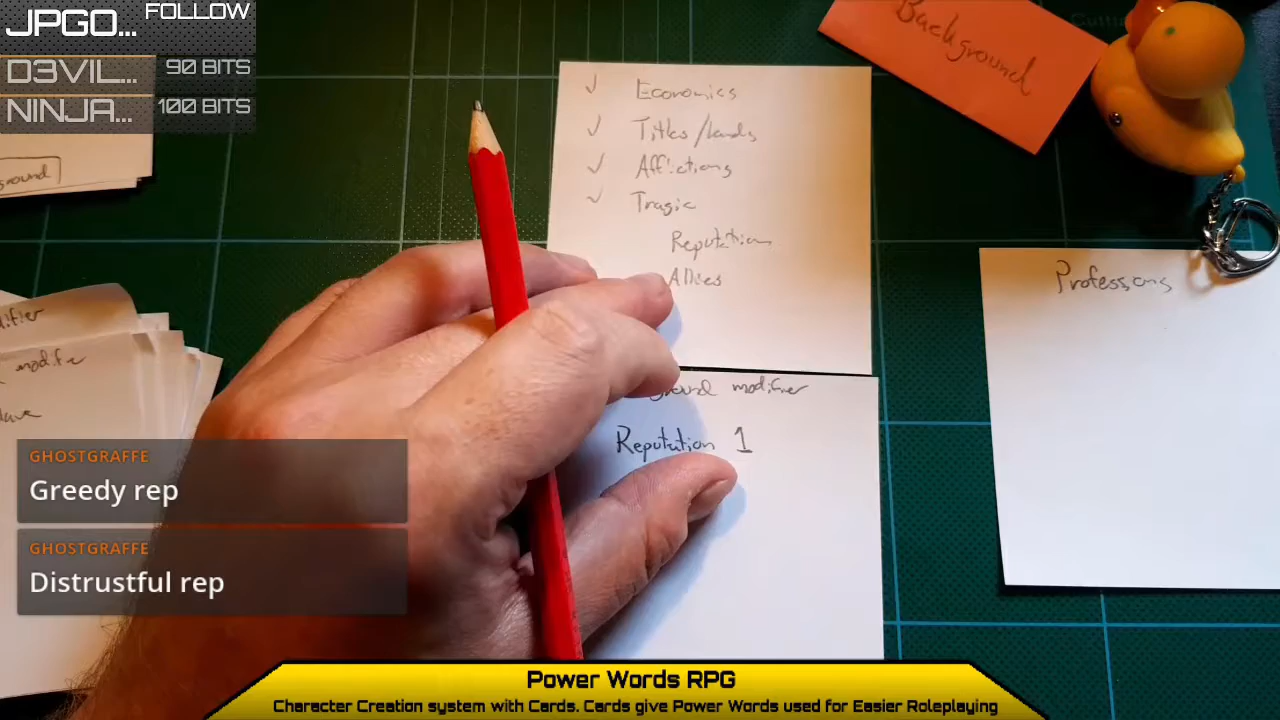 JPGO... FOLLOW
D3VIL... 90 BITS
NINJA... 100 BITS
Background
Economics
Titles/lands
Afflictions
Tragic
Reputation
Allies
Professions
ground
modifier
Reputation 1
GHOSTGRAFFE
Greedy rep
GHOSTGRAFFE
Distrustful rep
Power Words RPG
Character Creation system with Cards. Cards give Power Words used for Easier Roleplaying